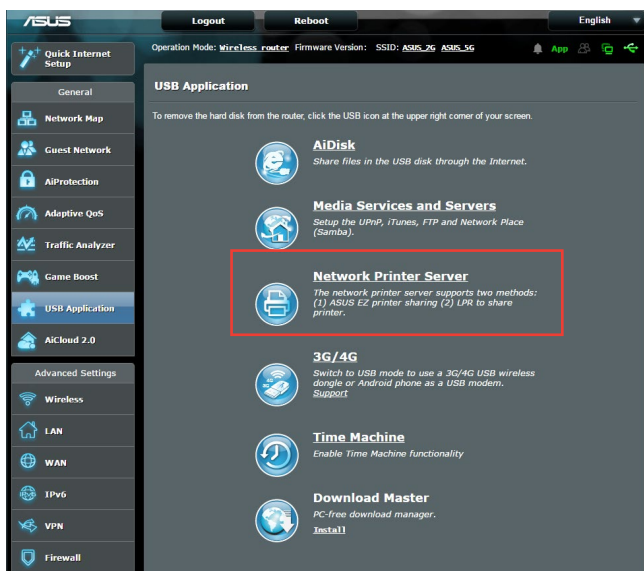 ASUS
Logout
Reboot
English
Quick Internet
Setup
Operation Mode: Wireless router Firmware Version: SSID: ASUS_2G ASUS_5G
App
General
Network Map
Guest Network
AiProtection
Adaptive QoS
Traffic Analyzer
Game Boost
USB Application
AiCloud 2.0
Advanced Settings
Wireless
LAN
WAN
IPv6
VPN
Firewall
USB Application
To remove the hard disk from the router, click the USB icon at the upper right corner of your screen.
AiDisk
Share files in the USB disk through the Internet.
Media Services and Servers
Setup the UPnP, iTunes, FTP and Network Place
(Samba).
Network Printer Server
The network printer server supports two methods:
(1) ASUS EZ printer sharing (2) LPR to share
printer.
3G/4G
Switch to USB mode to use a 3G/4G USB wireless
dongle or Android phone as a USB modem.
Support
Time Machine
Enable Time Machine functionality
Download Master
PC-free download manager.
Install